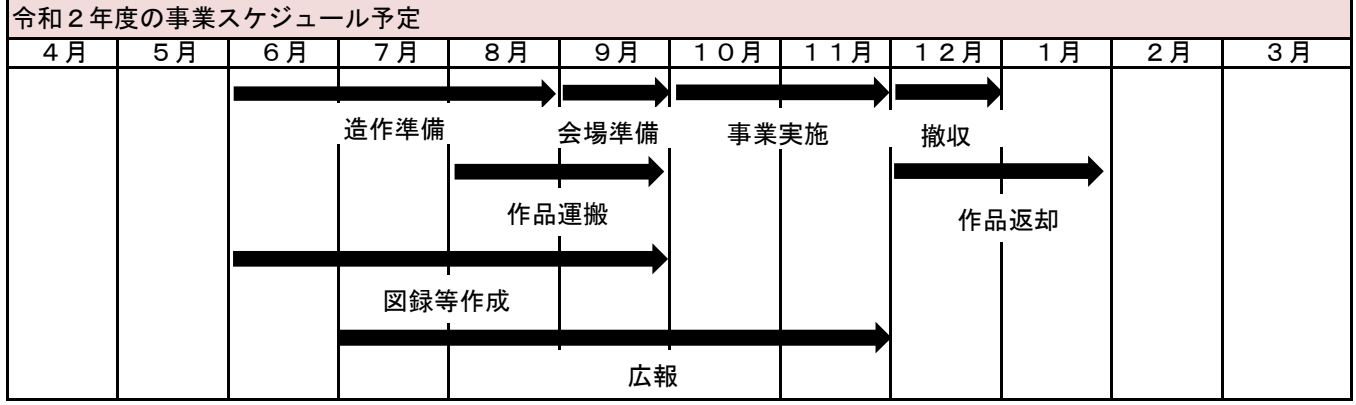 令和２年度の事業スケジュール予定
４月 ５月 ６月 ７月 ８月 ９月 １０月 １１月 １２月 １月 ２月 ３月
造作準備 会場準備 事業実施 撤収
作品運搬 作品返却
図録等作成
広報